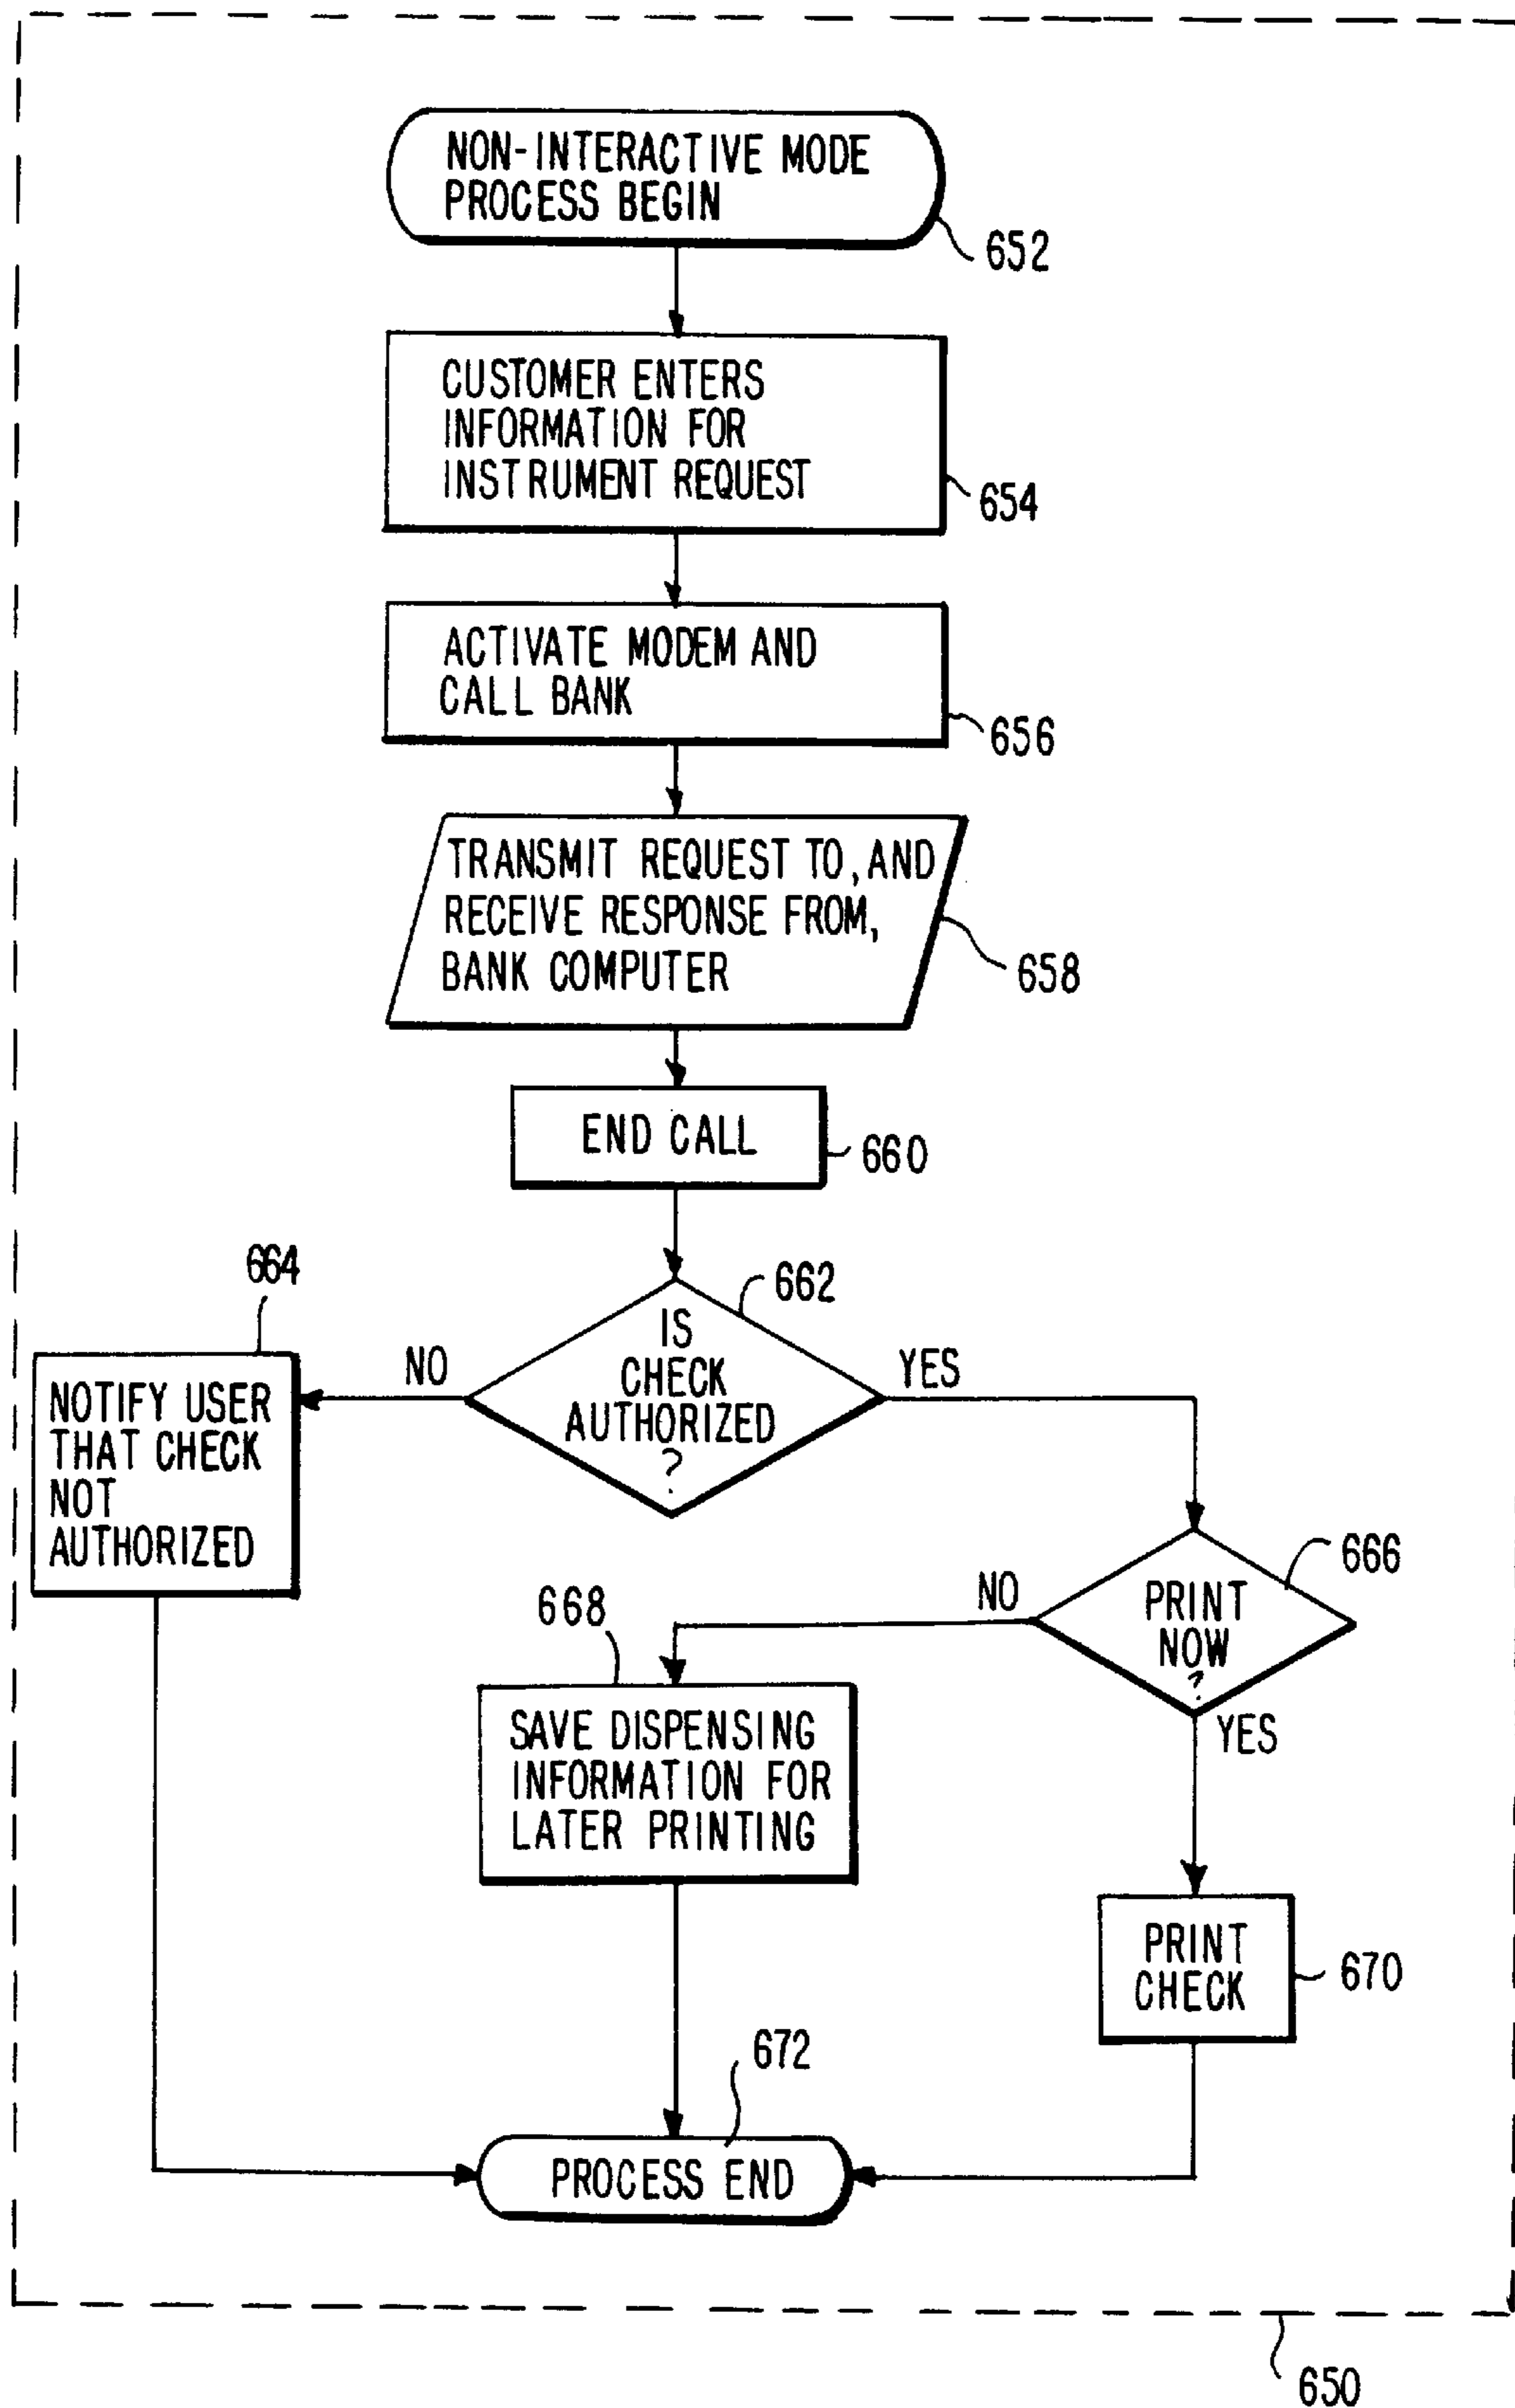 NON-INTERACTIVE MODE
PROCESS BEGIN
652
CUSTOMER ENTERS
INFORMATION FOR
INSTRUMENT REQUEST
654
ACTIVATE MODEM AND
CALL BANK
656
TRANSMIT REQUEST TO, AND
RECEIVE RESPONSE FROM,
BANK COMPUTER
658
END CALL
660
662
IS
CHECK
AUTHORIZED
?
NO
YES
664
NOTIFY USER
THAT CHECK
NOT
AUTHORIZED
666
PRINT
NOW
?
NO
YES
668
SAVE DISPENSING
INFORMATION FOR
LATER PRINTING
PRINT
CHECK
670
672
PROCESS END
650